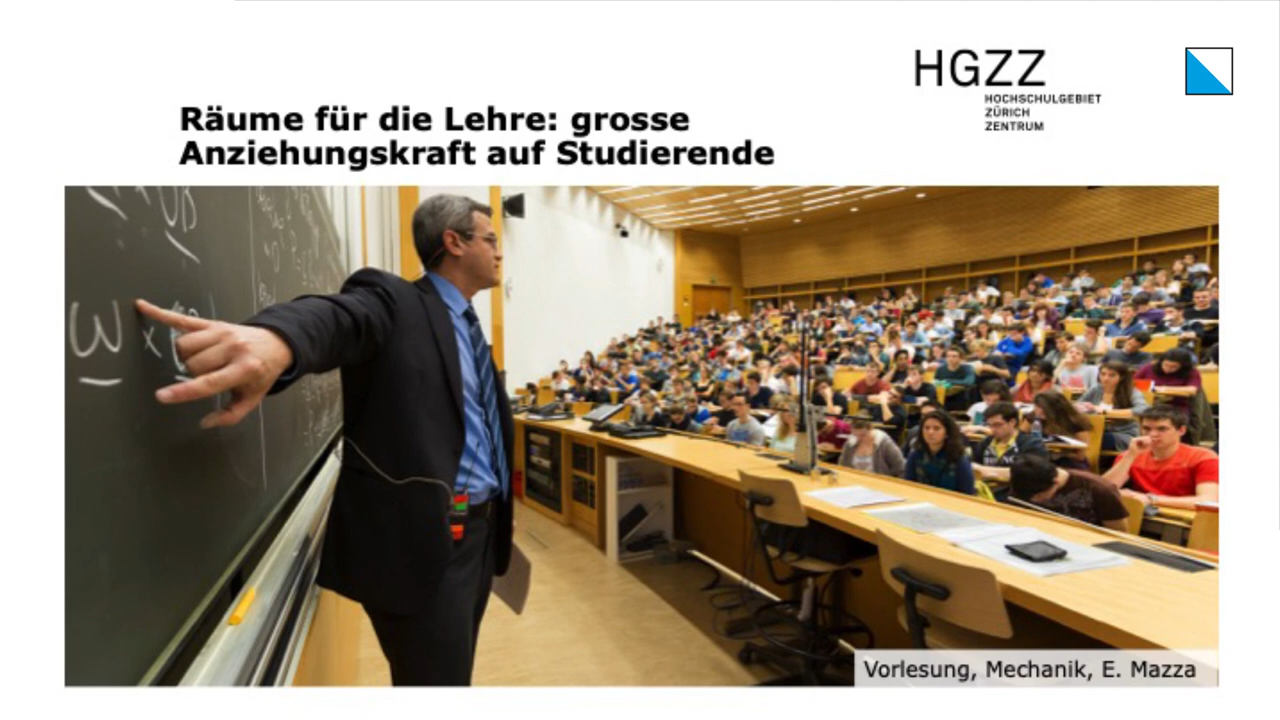 HGZZ
HOCHSCHULGEBIET
ZÜRICH
ZENTRUM
Räume für die Lehre: grosse
Anziehungskraft auf Studierende
ω ×
Vorlesung, Mechanik, E. Mazza